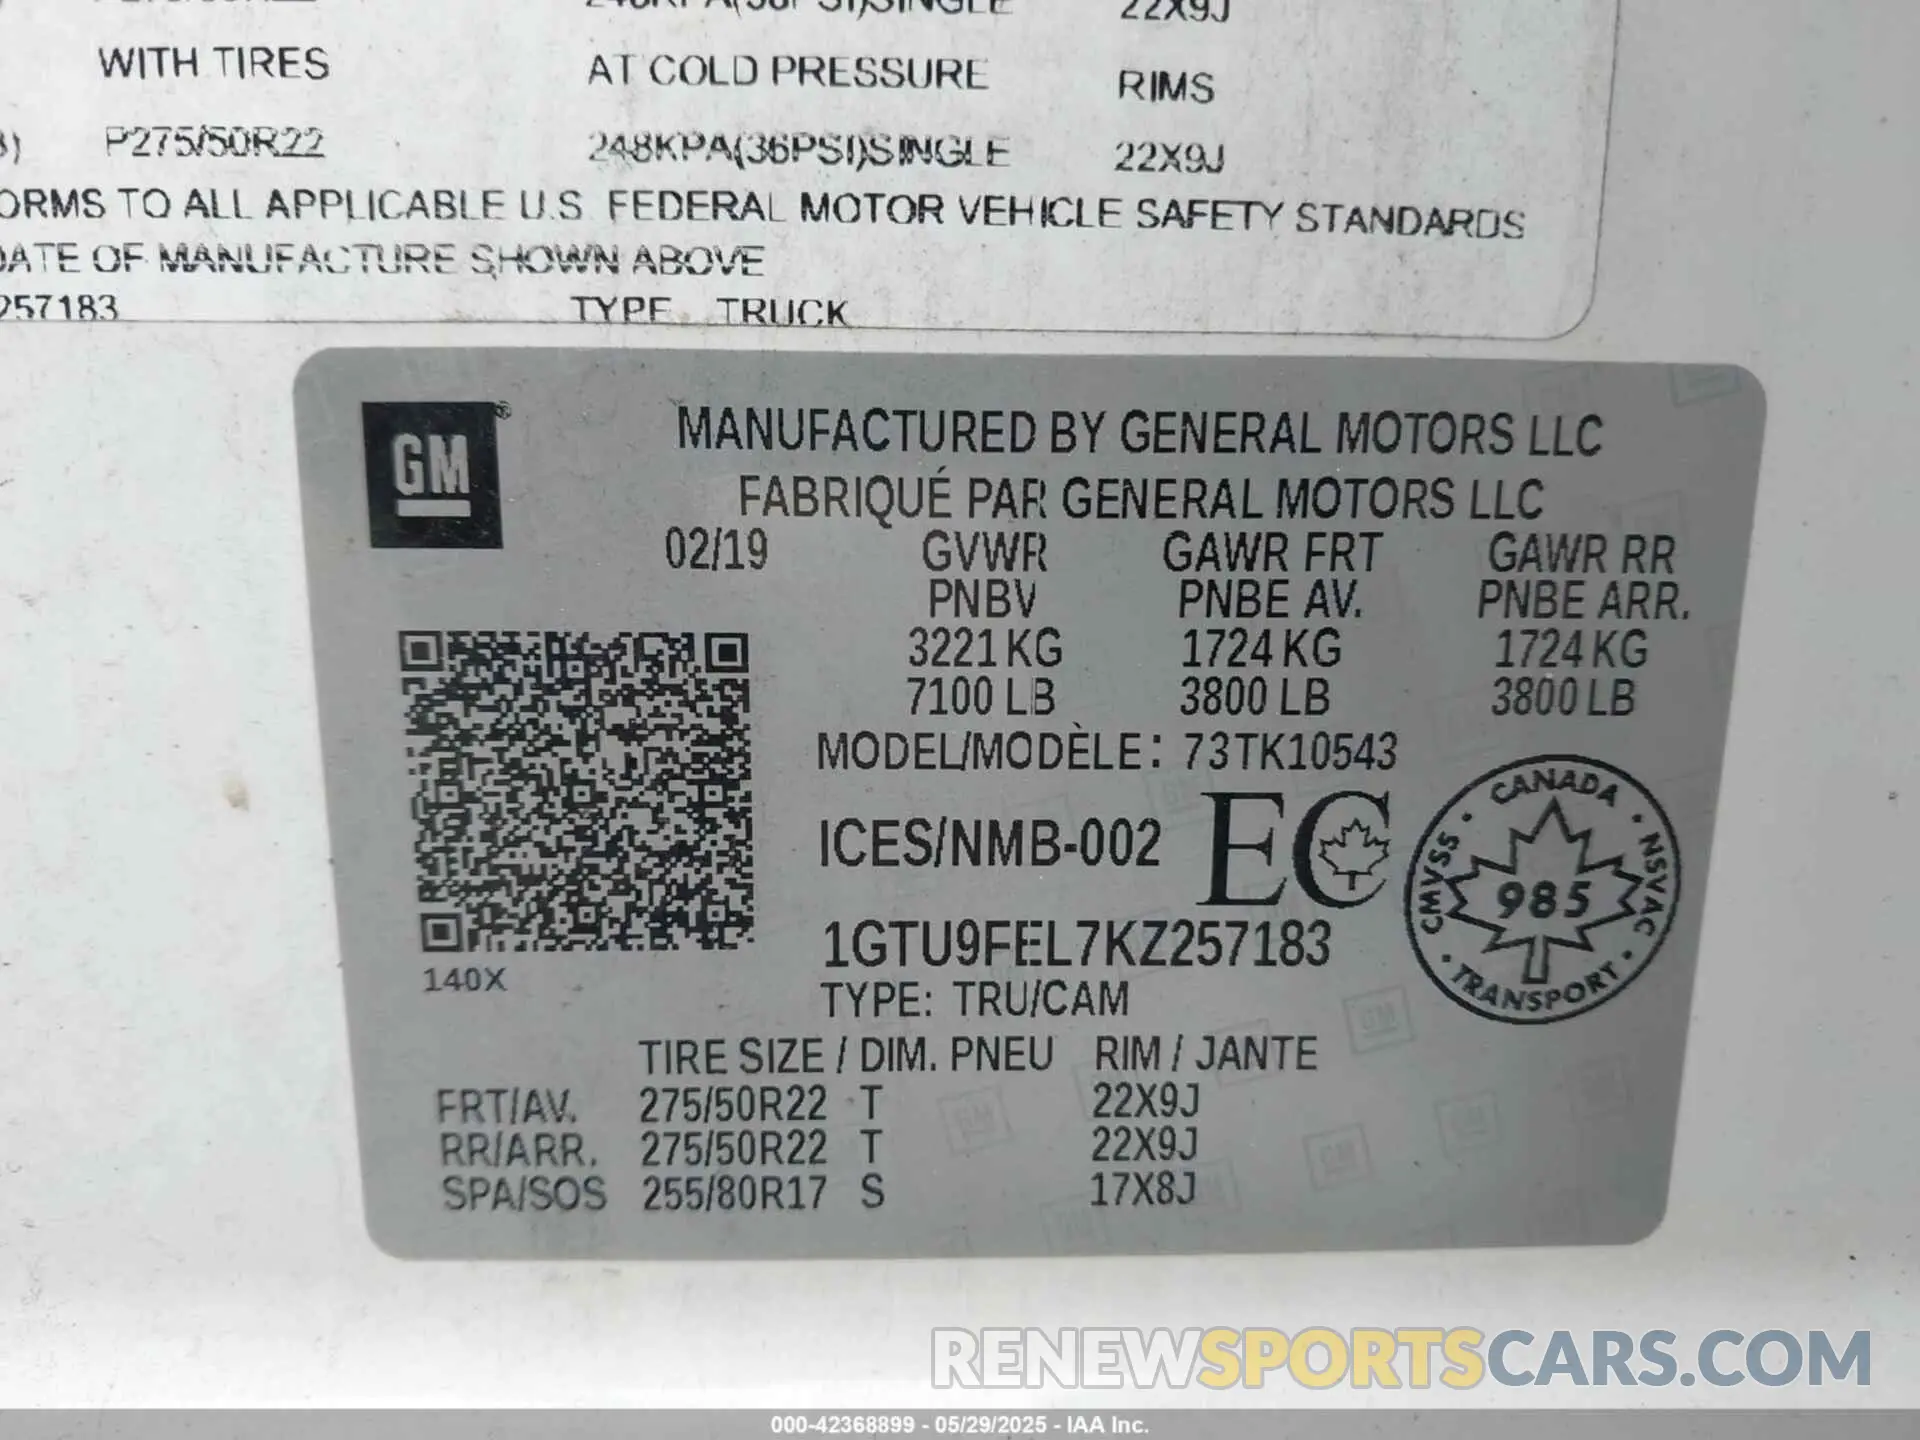 22X9J
WITH TIRES AT COLD PRESSURE RIMS
P275/50R22 248KPA(36PSI)SINGLE 22X9J
ORMS TO ALL APPLICABLE U.S. FEDERAL MOTOR VEHICLE SAFETY STANDARDS
DATE OF MANUFACTURE SHOWN ABOVE
257183 TYPE TRUCK
GM®
MANUFACTURED BY GENERAL MOTORS LLC
FABRIQUÉ PAR GENERAL MOTORS LLC
02/19 GVWR GAWR FRT GAWR RR
PNBV PNBE AV. PNBE ARR.
3221 KG 1724 KG 1724 KG
7100 LB 3800 LB 3800 LB
MODEL/MODÈLE: 73TK10543
ICES/NMB-002 EC
CANADA · NSVAC · TRANSPORT · CMVSS ·
985
1GTU9FEL7KZ257183
140X
TYPE: TRU/CAM
TIRE SIZE / DIM. PNEU RIM / JANTE
FRT/AV. 275/50R22 T 22X9J
RR/ARR. 275/50R22 T 22X9J
SPA/SOS 255/80R17 S 17X8J
RENEWSPORTSCARS.COM
000-42368899 - 05/29/2025 - IAA Inc.